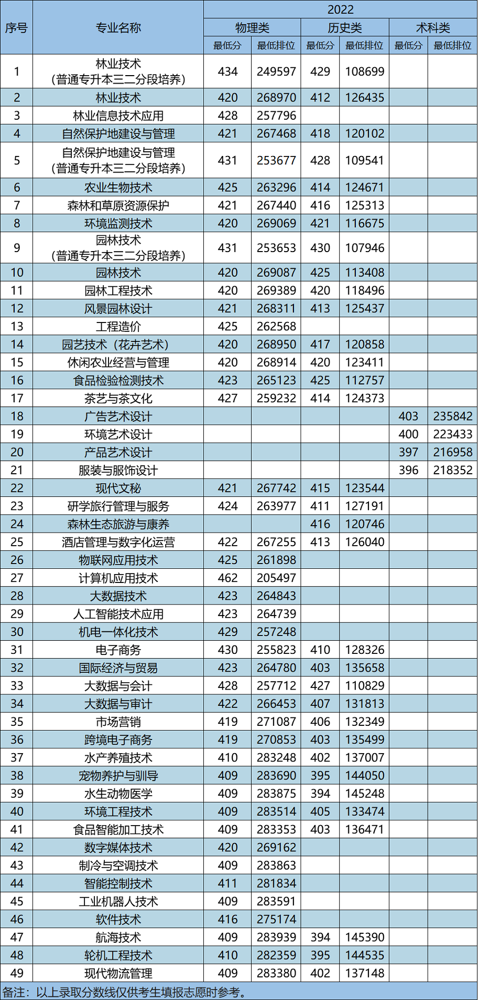 2022
序号 专业名称 物理类 历史类 术科类
最低分 最低排位 最低分 最低排位 最低分 最低排位
1 林业技术
(普通专升本三二分段培养) 434 249597 429 108699
2 林业技术 420 268970 412 126435
3 林业信息技术应用 428 257796
4 自然保护地建设与管理 421 267468 418 120102
5 自然保护地建设与管理
(普通专升本三二分段培养) 431 253677 428 109541
6 农业生物技术 425 263296 414 124671
7 森林和草原资源保护 421 267440 416 125313
8 环境监测技术 420 269069 421 116675
9 园林技术
(普通专升本三二分段培养) 431 253653 430 107946
10 园林技术 420 269087 425 113408
11 园林工程技术 420 269389 420 118496
12 风景园林设计 421 268311 413 125437
13 工程造价 425 262568
14 园艺技术（花卉艺术） 420 268950 417 120858
15 休闲农业经营与管理 420 268914 420 123411
16 食品检验检测技术 423 265123 425 112757
17 茶艺与茶文化 427 259232 414 124373
18 广告艺术设计 403 235842
19 环境艺术设计 400 223433
20 产品艺术设计 397 216958
21 服装与服饰设计 396 218352
22 现代文秘 421 267742 415 123544
23 研学旅行管理与服务 424 263977 411 127191
24 森林生态旅游与康养 416 120746
25 酒店管理与数字化运营 422 267255 413 126040
26 物联网应用技术 425 261898
27 计算机应用技术 462 205497
28 大数据技术 423 264843
29 人工智能技术应用 423 264739
30 机电一体化技术 429 257248
31 电子商务 430 255823 410 128326
32 国际经济与贸易 423 264780 403 135658
33 大数据与会计 428 257712 427 110829
34 大数据与审计 422 266453 407 131813
35 市场营销 419 271087 406 132349
36 跨境电子商务 419 270853 403 135499
37 水产养殖技术 410 283248 402 137007
38 宠物养护与驯导 409 283690 395 144050
39 水生动物医学 409 283875 394 145248
40 环境工程技术 409 283514 405 133474
41 食品智能加工技术 409 283353 403 136471
42 数字媒体技术 420 269162
43 制冷与空调技术 409 283863
44 智能控制技术 411 281834
45 工业机器人技术 409 283591
46 软件技术 416 275174
47 航海技术 409 283939 394 145390
48 轮机工程技术 410 282359 395 144535
49 现代物流管理 409 283380 402 137148
备注：以上录取分数线仅供考生填报志愿时参考。